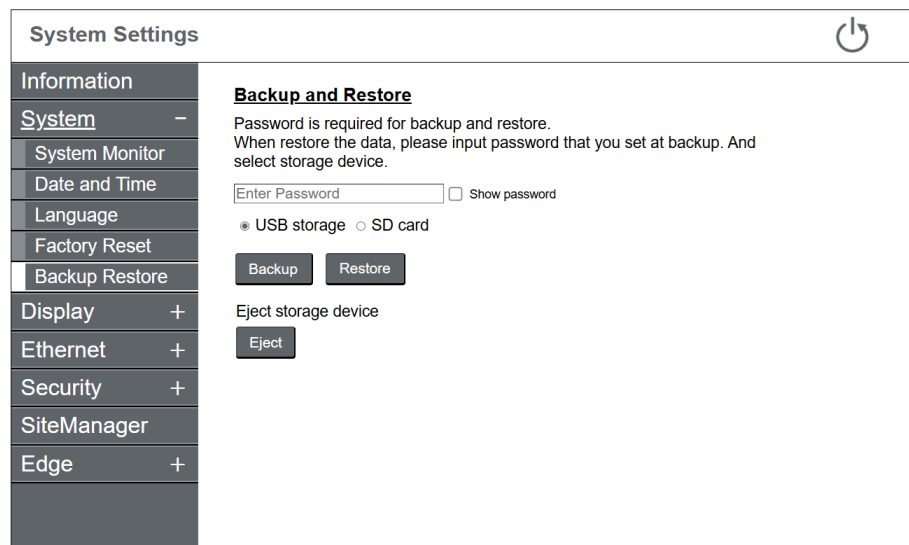 System Settings
Information
System −
System Monitor
Date and Time
Language
Factory Reset
Backup Restore
Display +
Ethernet +
Security +
SiteManager
Edge +
Backup and Restore
Password is required for backup and restore.
When restore the data, please input password that you set at backup. And
select storage device.
Enter Password Show password
USB storage SD card
Backup Restore
Eject storage device
Eject